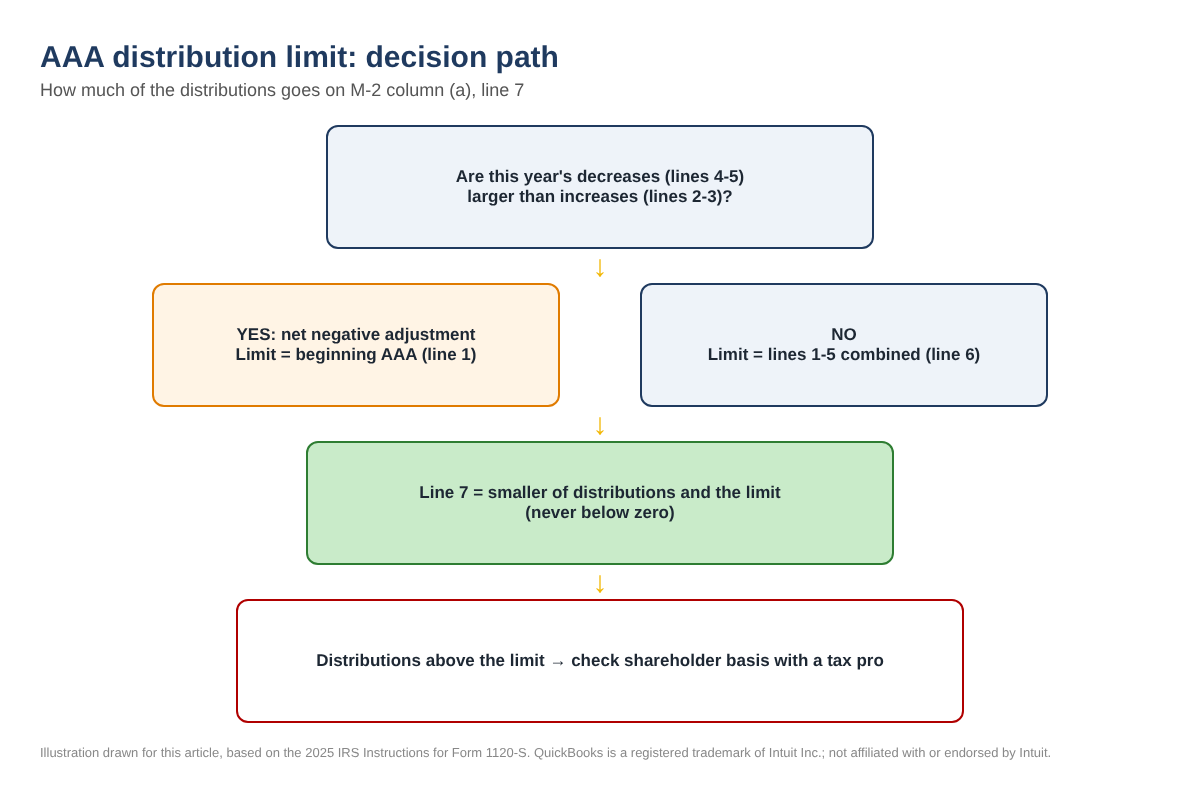 AAA distribution limit: decision path
How much of the distributions goes on M-2 column (a), line 7
Are this year's decreases (lines 4-5)
larger than increases (lines 2-3)?
↓
YES: net negative adjustment
Limit = beginning AAA (line 1)
NO
Limit = lines 1-5 combined (line 6)
↓
Line 7 = smaller of distributions and the limit
(never below zero)
↓
Distributions above the limit → check shareholder basis with a tax pro
Illustration drawn for this article, based on the 2025 IRS Instructions for Form 1120-S. QuickBooks is a registered trademark of Intuit Inc.; not affiliated with or endorsed by Intuit.